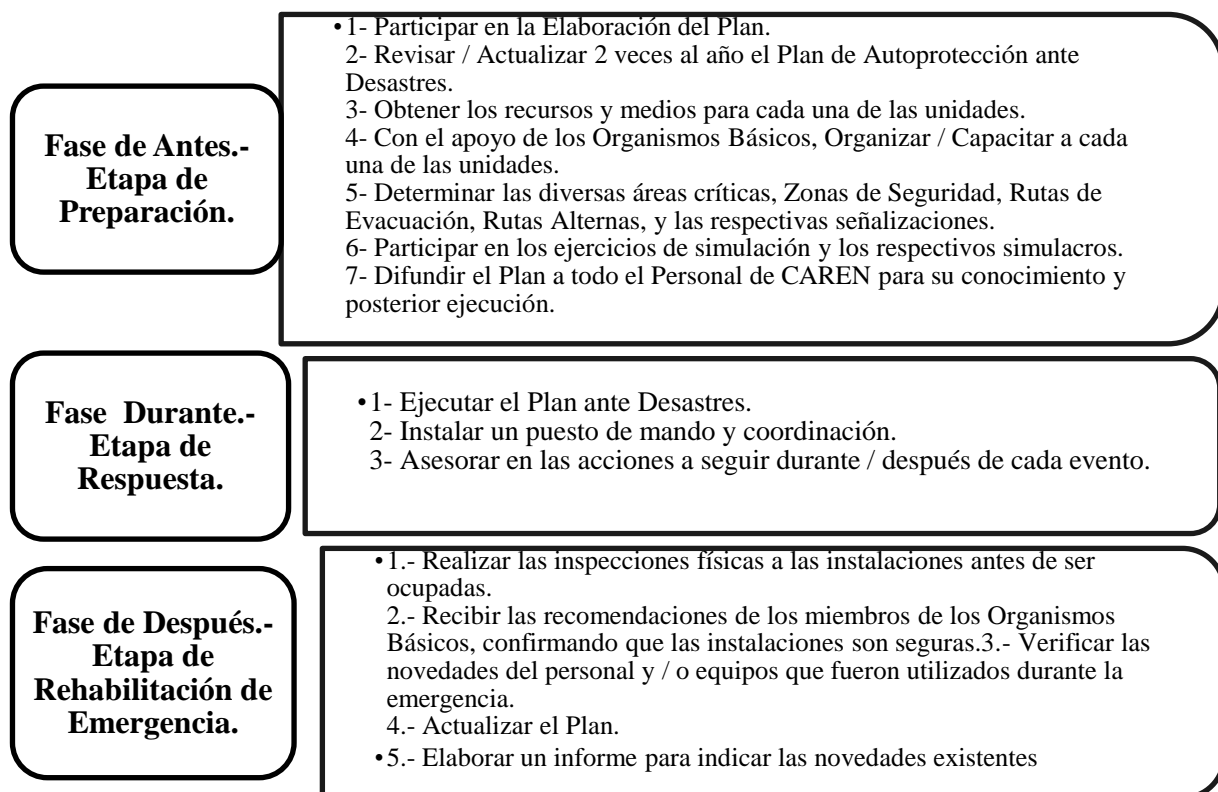 Fase de Antes.-
Etapa de
Preparación.
•1- Participar en la Elaboración del Plan.
2- Revisar / Actualizar 2 veces al año el Plan de Autoprotección ante
Desastres.
3- Obtener los recursos y medios para cada una de las unidades.
4- Con el apoyo de los Organismos Básicos, Organizar / Capacitar a cada
una de las unidades.
5- Determinar las diversas áreas críticas, Zonas de Seguridad, Rutas de
Evacuación, Rutas Alternas, y las respectivas señalizaciones.
6- Participar en los ejercicios de simulación y los respectivos simulacros.
7- Difundir el Plan a todo el Personal de CAREN para su conocimiento y
posterior ejecución.
Fase Durante.-
Etapa de
Respuesta.
•1- Ejecutar el Plan ante Desastres.
2- Instalar un puesto de mando y coordinación.
3- Asesorar en las acciones a seguir durante / después de cada evento.
Fase de Después.-
Etapa de
Rehabilitación de
Emergencia.
•1.- Realizar las inspecciones físicas a las instalaciones antes de ser
ocupadas.
2.- Recibir las recomendaciones de los miembros de los Organismos
Básicos, confirmando que las instalaciones son seguras.3.- Verificar las
novedades del personal y / o equipos que fueron utilizados durante la
emergencia.
4.- Actualizar el Plan.
•5.- Elaborar un informe para indicar las novedades existentes